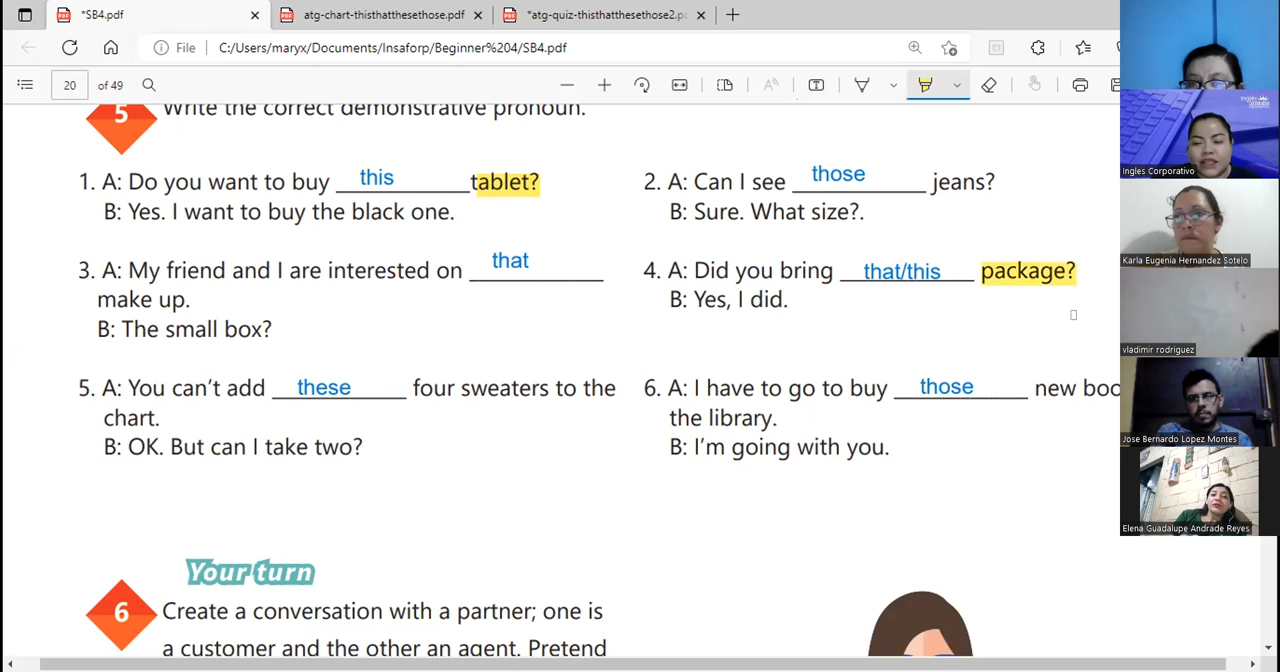 *SB4.pdf
atg-chart-thisthatthesethose.pdf
*atg-quiz-thisthatthesethose2.pc
File
C:/Users/maryx/Documents/Insaforp/Beginner%204/SB4.pdf
20 of 49
5 Write the correct demonstrative pronoun.
1. A: Do you want to buy this tablet?
B: Yes. I want to buy the black one.
2. A: Can I see those jeans?
B: Sure. What size?.
3. A: My friend and I are interested on that
make up.
B: The small box?
4. A: Did you bring that/this package?
B: Yes, I did.
5. A: You can't add these four sweaters to the
chart.
B: OK. But can I take two?
6. A: I have to go to buy those new boo
the library.
B: I'm going with you.
Your turn
6 Create a conversation with a partner; one is
a customer and the other an agent. Pretend
Ingles Corporativo
Karla Eugenia Hernandez Sotelo
vladimir rodriguez
Jose Bernardo Lopez Montes
Elena Guadalupe Andrade Reyes